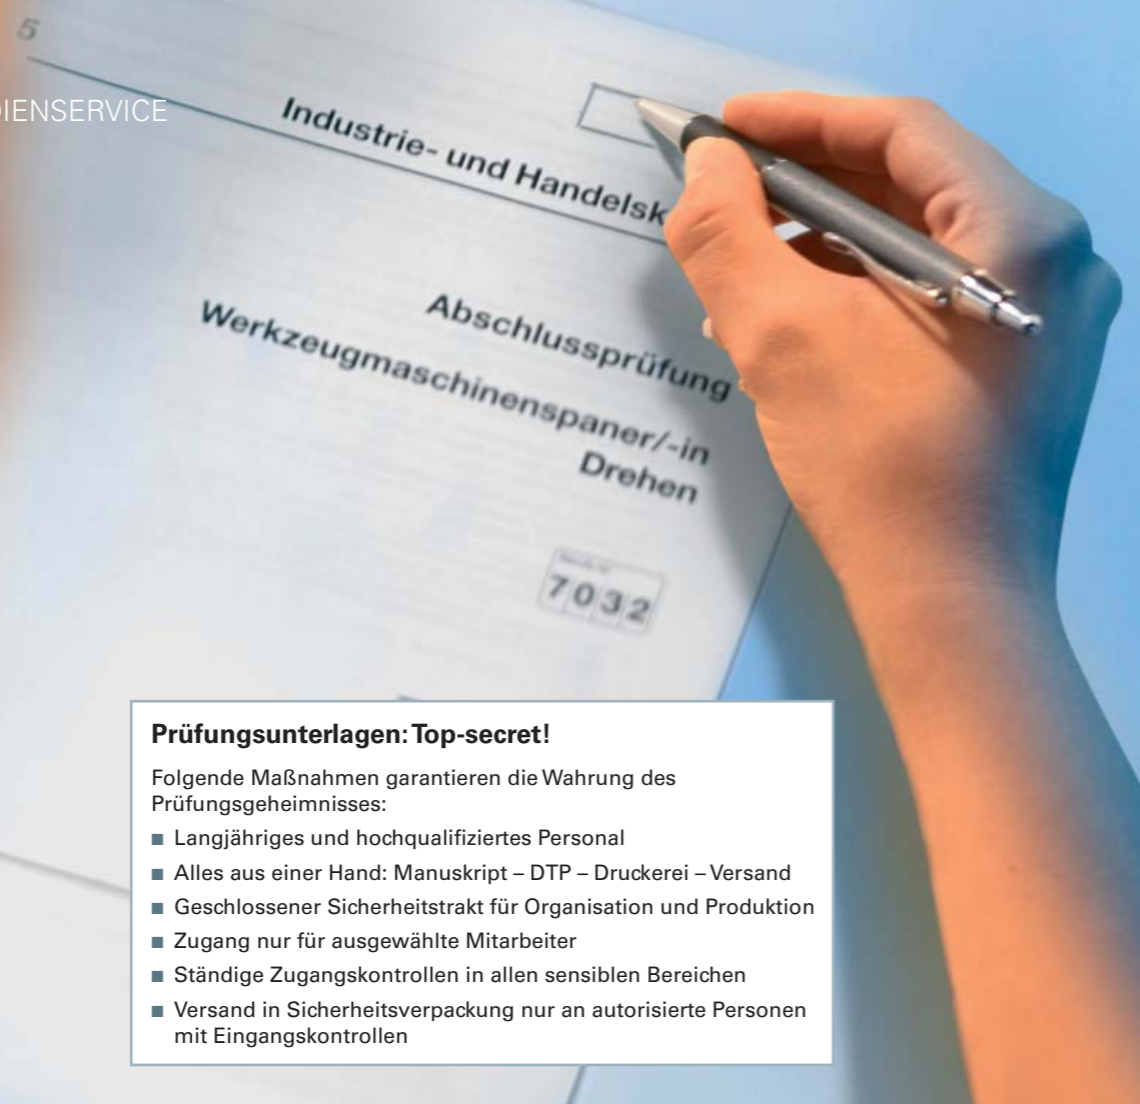 5
DIENSERVICE
Industrie- und Handelsk
Abschlussprüfung
Werkzeugmaschinenspaner/-in
Drehen
7032
Prüfungsunterlagen: Top-secret!
Folgende Maßnahmen garantieren die Wahrung des
Prüfungsgeheimnisses:
■ Langjähriges und hochqualifiziertes Personal
■ Alles aus einer Hand: Manuskript – DTP – Druckerei – Versand
■ Geschlossener Sicherheitstrakt für Organisation und Produktion
■ Zugang nur für ausgewählte Mitarbeiter
■ Ständige Zugangskontrollen in allen sensiblen Bereichen
■ Versand in Sicherheitsverpackung nur an autorisierte Personen
mit Eingangskontrollen